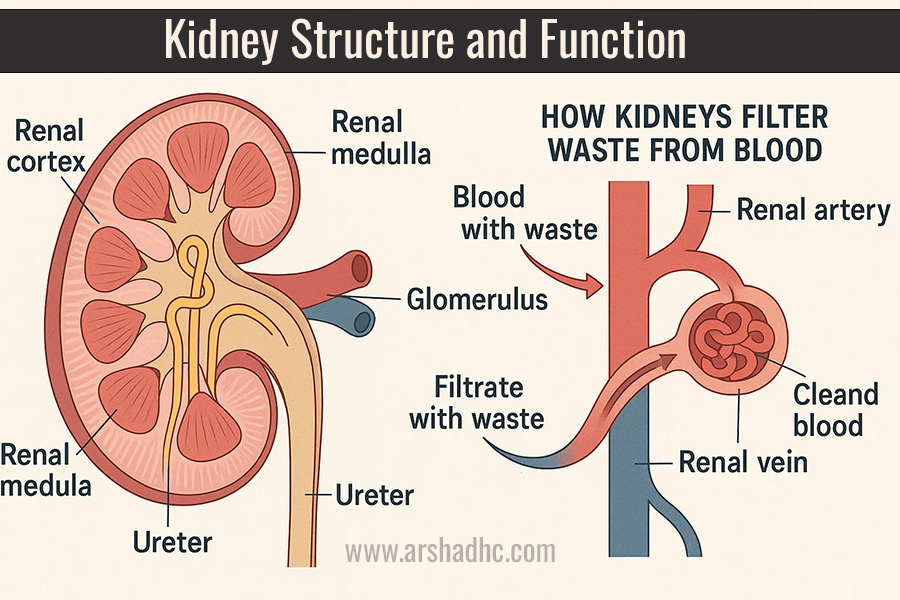 Kidney Structure and Function
Renal
cortex
Renal
medulla
Glomerulus
Renal
medula
Ureter
Ureter
HOW KIDNEYS FILTER
WASTE FROM BLOOD
Blood
with waste
Renal artery
Filtrate
with waste
Cleand
blood
Renal vein
www.arshadhc.com